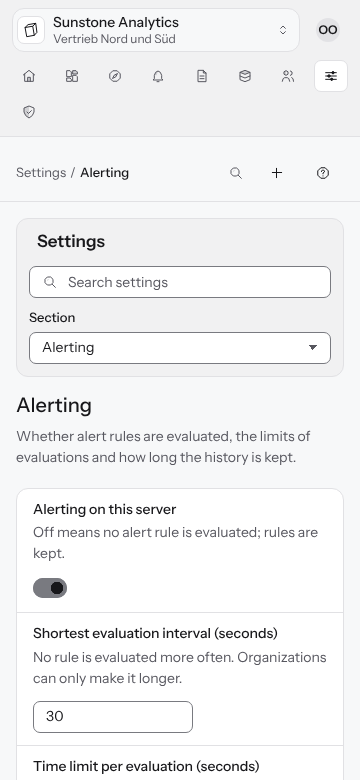 Sunstone Analytics
Vertrieb Nord und Süd
OO
Settings / Alerting
Settings
Search settings
Section
Alerting
Alerting
Whether alert rules are evaluated, the limits of
evaluations and how long the history is kept.
Alerting on this server
Off means no alert rule is evaluated; rules are
kept.
Shortest evaluation interval (seconds)
No rule is evaluated more often. Organizations
can only make it longer.
30
Time limit per evaluation (seconds)